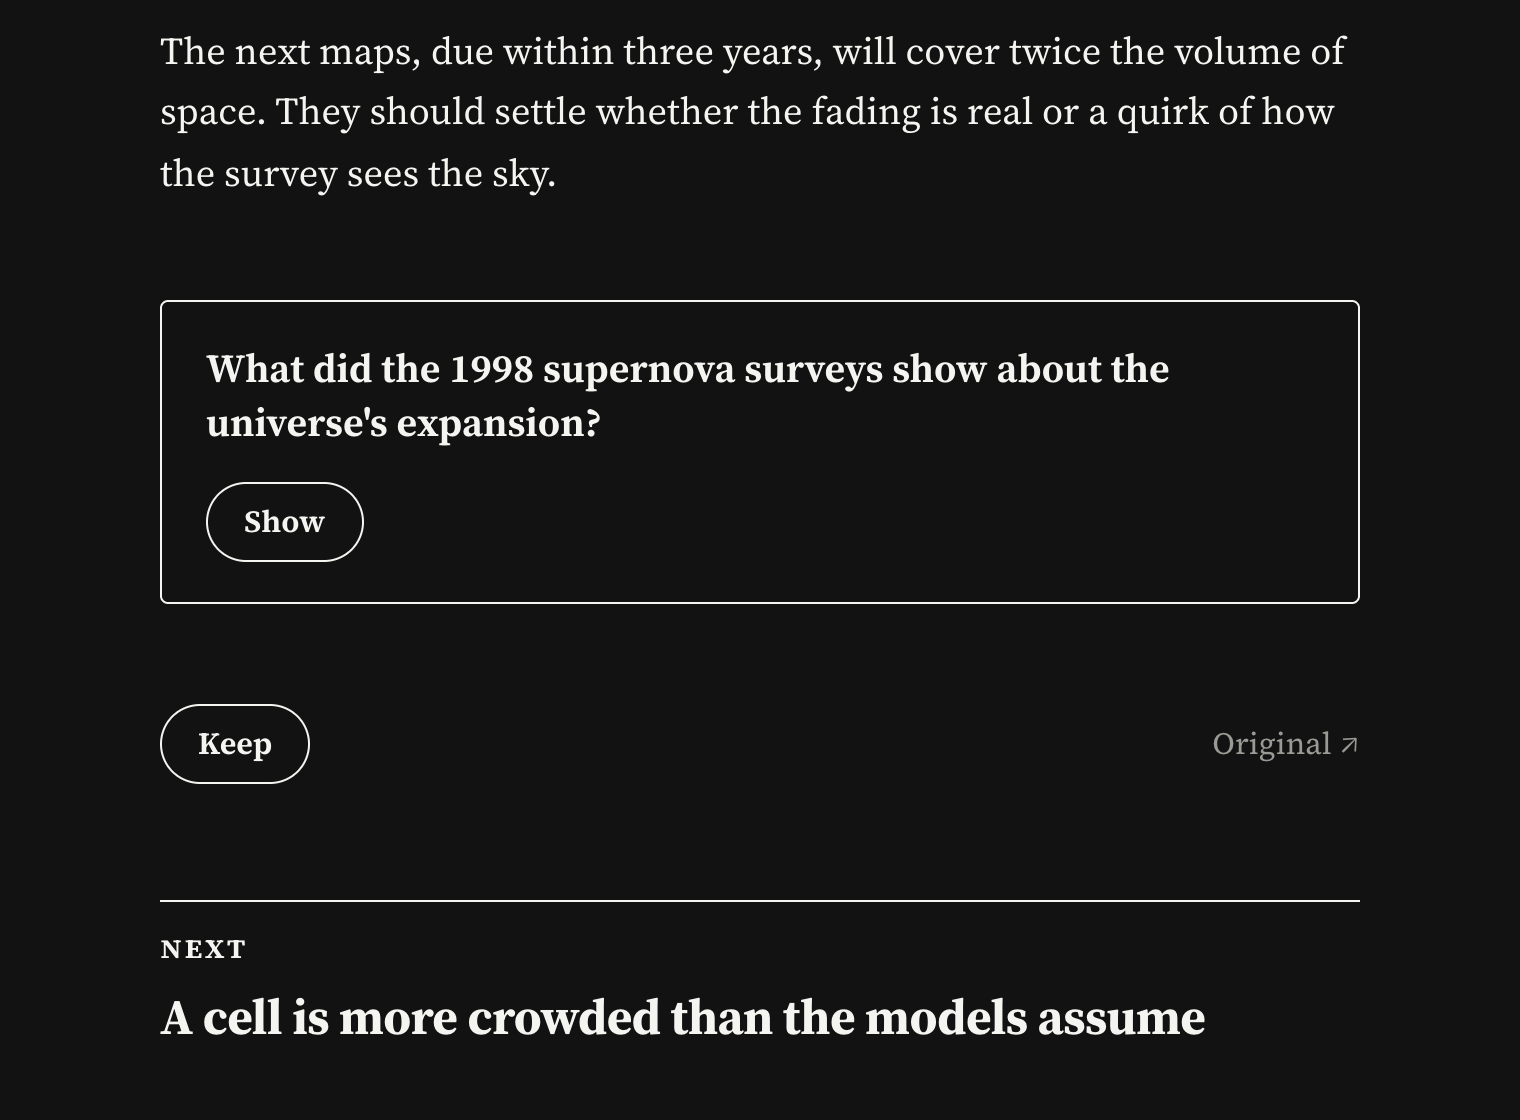 The next maps, due within three years, will cover twice the volume of
space. They should settle whether the fading is real or a quirk of how
the survey sees the sky.
What did the 1998 supernova surveys show about the
universe's expansion?
Show
Keep
Original ↗
NEXT
A cell is more crowded than the models assume